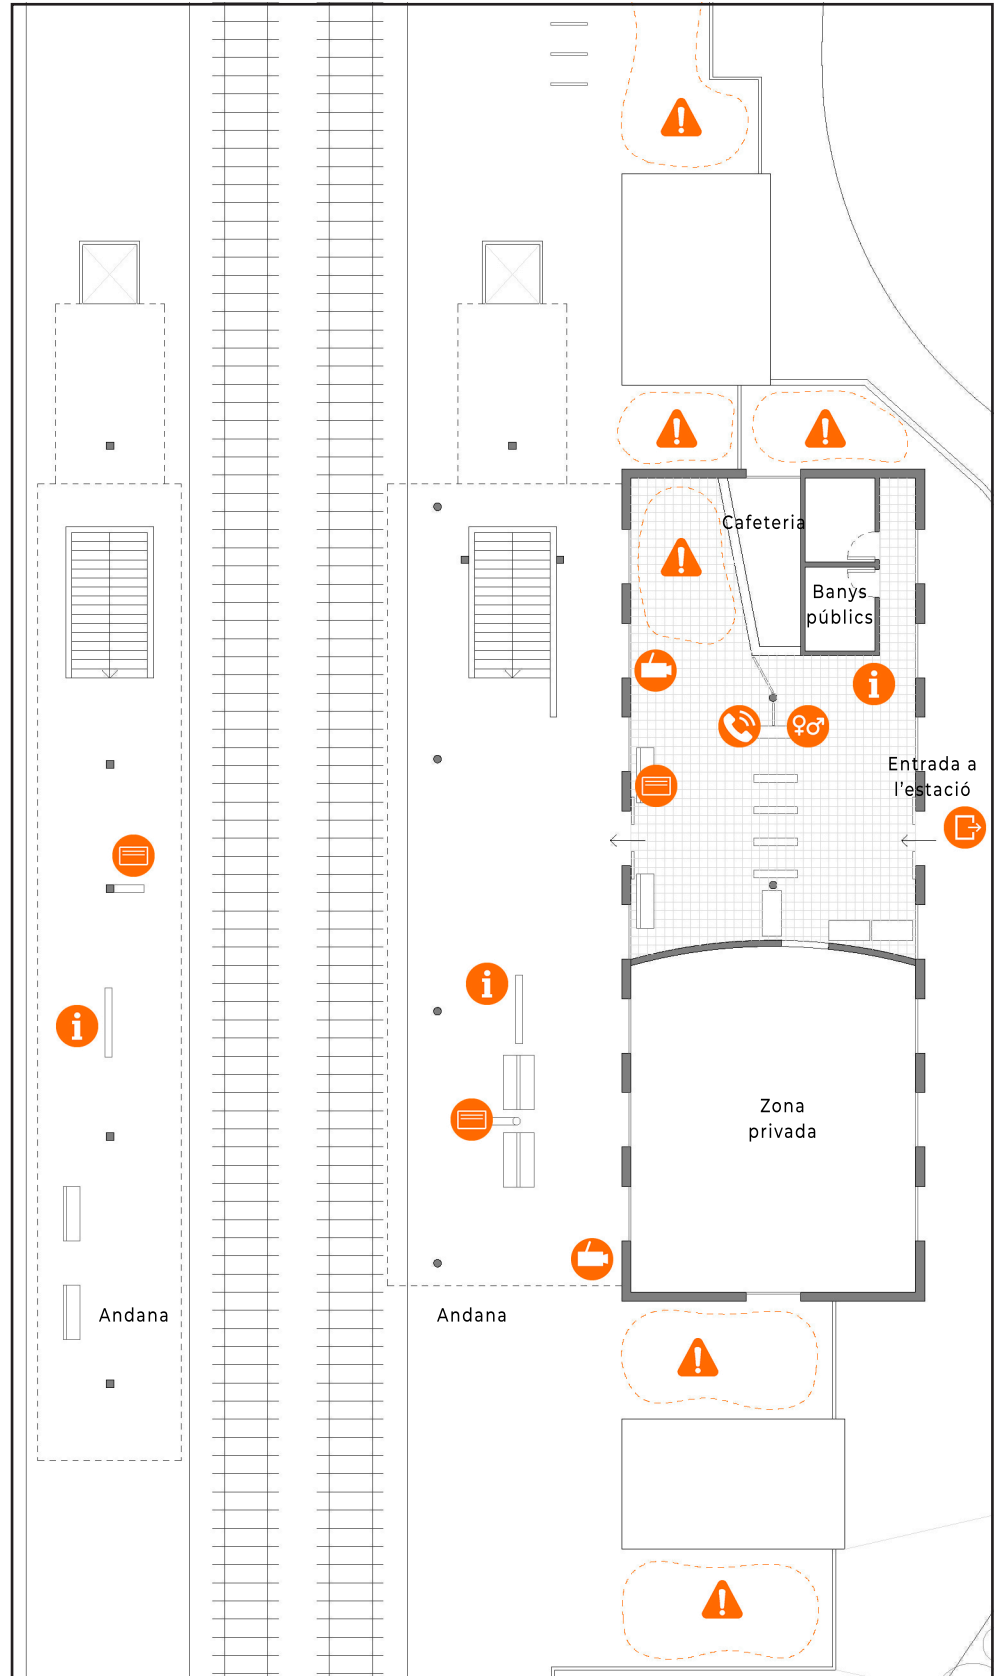 Cafeteria
Banys
públics
Entrada a
l'estació
Zona
privada
Andana
Andana